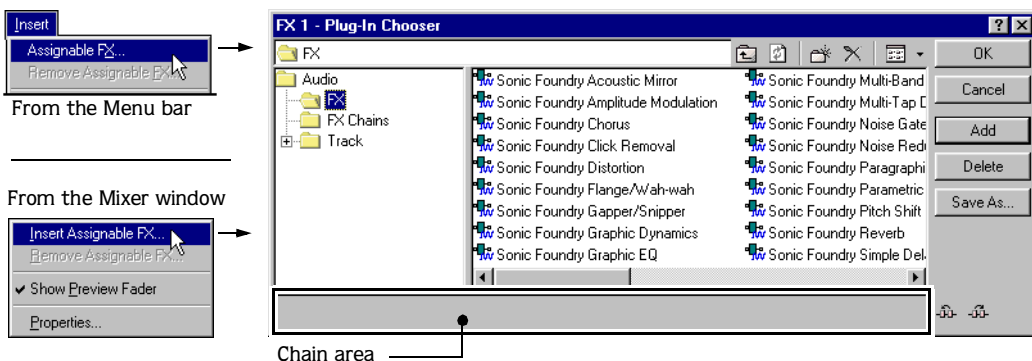 Insert
Assignable FX...
Remove Assignable FX
From the Menu bar
From the Mixer window
Insert Assignable FX...
Remove Assignable FX...
Show Preview Fader
Properties...
FX 1 - Plug-In Chooser
FX
Audio
FX
FX Chains
Track
Sonic Foundry Acoustic Mirror
Sonic Foundry Amplitude Modulation
Sonic Foundry Chorus
Sonic Foundry Click Removal
Sonic Foundry Distortion
Sonic Foundry Flange/Wah-wah
Sonic Foundry Gapper/Snipper
Sonic Foundry Graphic Dynamics
Sonic Foundry Graphic EQ
Sonic Foundry Multi-Band
Sonic Foundry Multi-Tap D
Sonic Foundry Noise Gate
Sonic Foundry Noise Redu
Sonic Foundry Paragraphi
Sonic Foundry Parametric
Sonic Foundry Pitch Shift
Sonic Foundry Reverb
Sonic Foundry Simple Del
OK
Cancel
Add
Delete
Save As...
Chain area